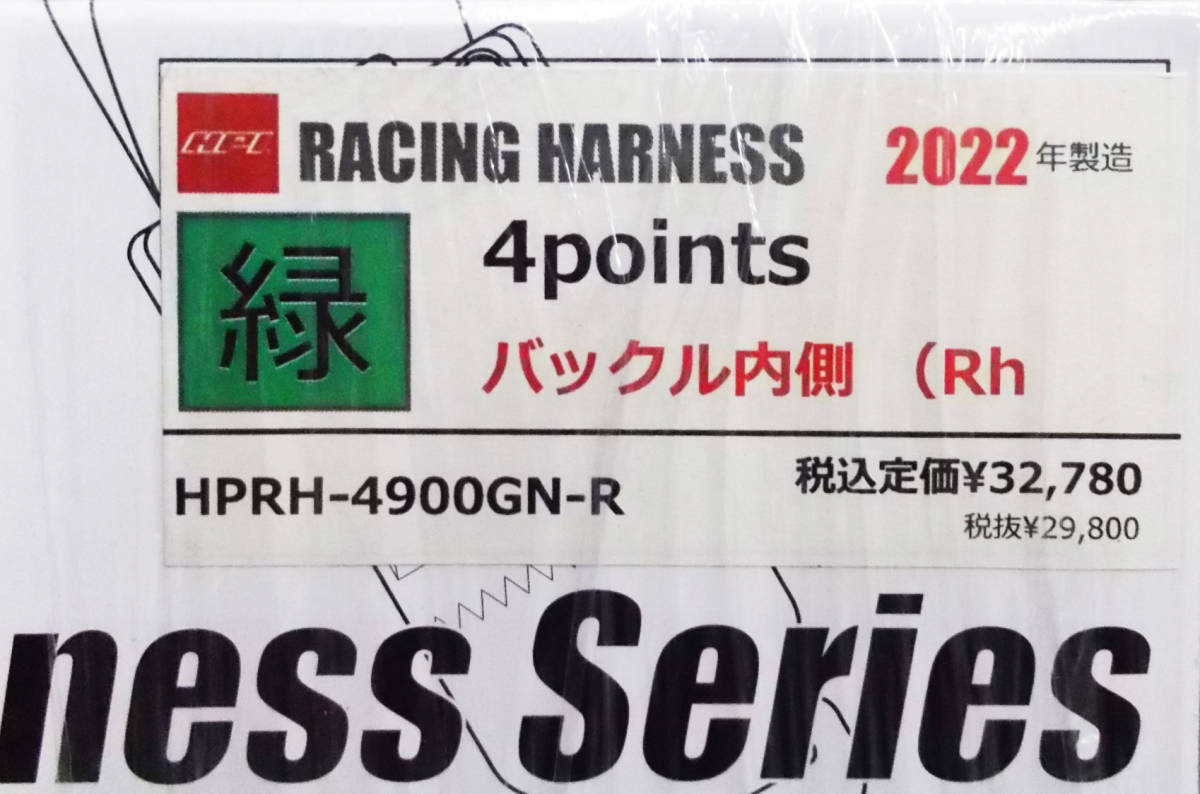 HPI RACING HARNESS 2022年製造
緑 4points
バックル内側 （Rh
HPRH-4900GN-R 税込定価¥32,780
税抜¥29,800
ness Series